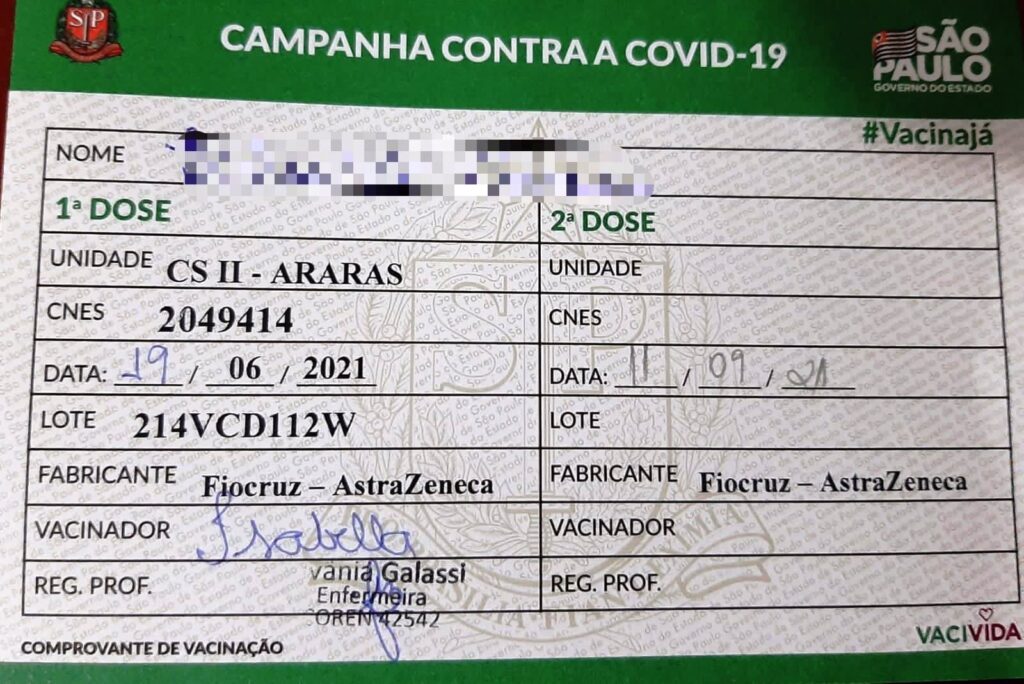 SP
CAMPANHA CONTRA A COVID-19
SÃO PAULO
GOVERNO DO ESTADO
#Vacinajá
NOME
1ª DOSE 2ª DOSE
UNIDADE CS II - ARARAS UNIDADE
CNES 2049414 CNES
DATA: 19 / 06 / 2021 DATA: 11 / 09 / 21
LOTE 214VCD112W LOTE
FABRICANTE Fiocruz – AstraZeneca FABRICANTE Fiocruz – AstraZeneca
VACINADOR Isabella VACINADOR
REG. PROF. vania Galassi REG. PROF.
Enfermeira
OREN 42542
COMPROVANTE DE VACINAÇÃO
VACIVIDA